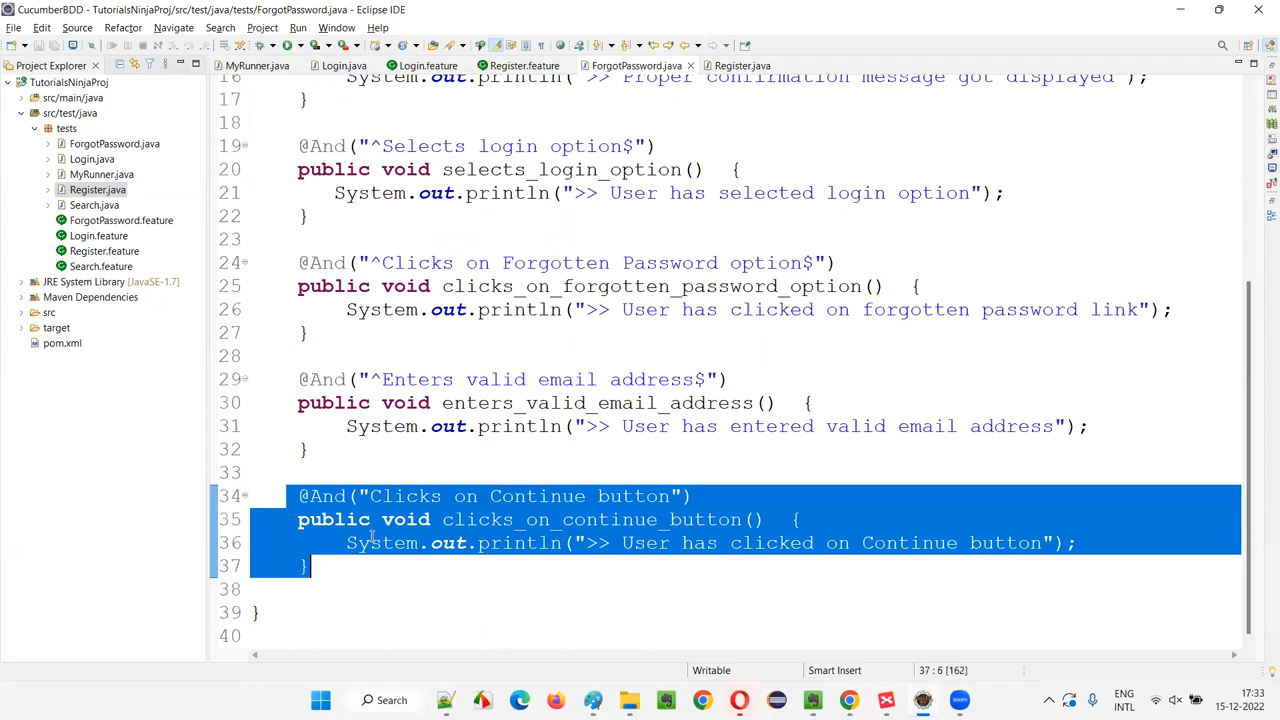 CucumberBDD - TutorialsNinjaProj/src/test/java/tests/ForgotPassword.java - Eclipse IDE
File Edit Source Refactor Navigate Search Project Run Window Help
Project Explorer
MyRunner.java Login.java Login.feature Register.feature ForgotPassword.java Register.java
TutorialsNinjaProj
src/main/java
src/test/java
tests
ForgotPassword.java
Login.java
MyRunner.java
Register.java
Search.java
ForgotPassword.feature
Login.feature
Register.feature
Search.feature
JRE System Library [JavaSE-1.7]
Maven Dependencies
src
target
pom.xml
16 System.out.println(">> Proper confirmation message got displayed");
17 }
18
19 @And("^Selects login option$")
20 public void selects_login_option() {
21 System.out.println(">> User has selected login option");
22 }
23
24 @And("^Clicks on Forgotten Password option$")
25 public void clicks_on_forgotten_password_option() {
26 System.out.println(">> User has clicked on forgotten password link");
27 }
28
29 @And("^Enters valid email address$")
30 public void enters_valid_email_address() {
31 System.out.println(">> User has entered valid email address");
32 }
33
34 @And("Clicks on Continue button")
35 public void clicks_on_continue_button() {
36 System.out.println(">> User has clicked on Continue button");
37 }
38
39 }
40
Writable Smart Insert 37 : 6 [162]
Search
ENG
INTL
17:33
15-12-2022